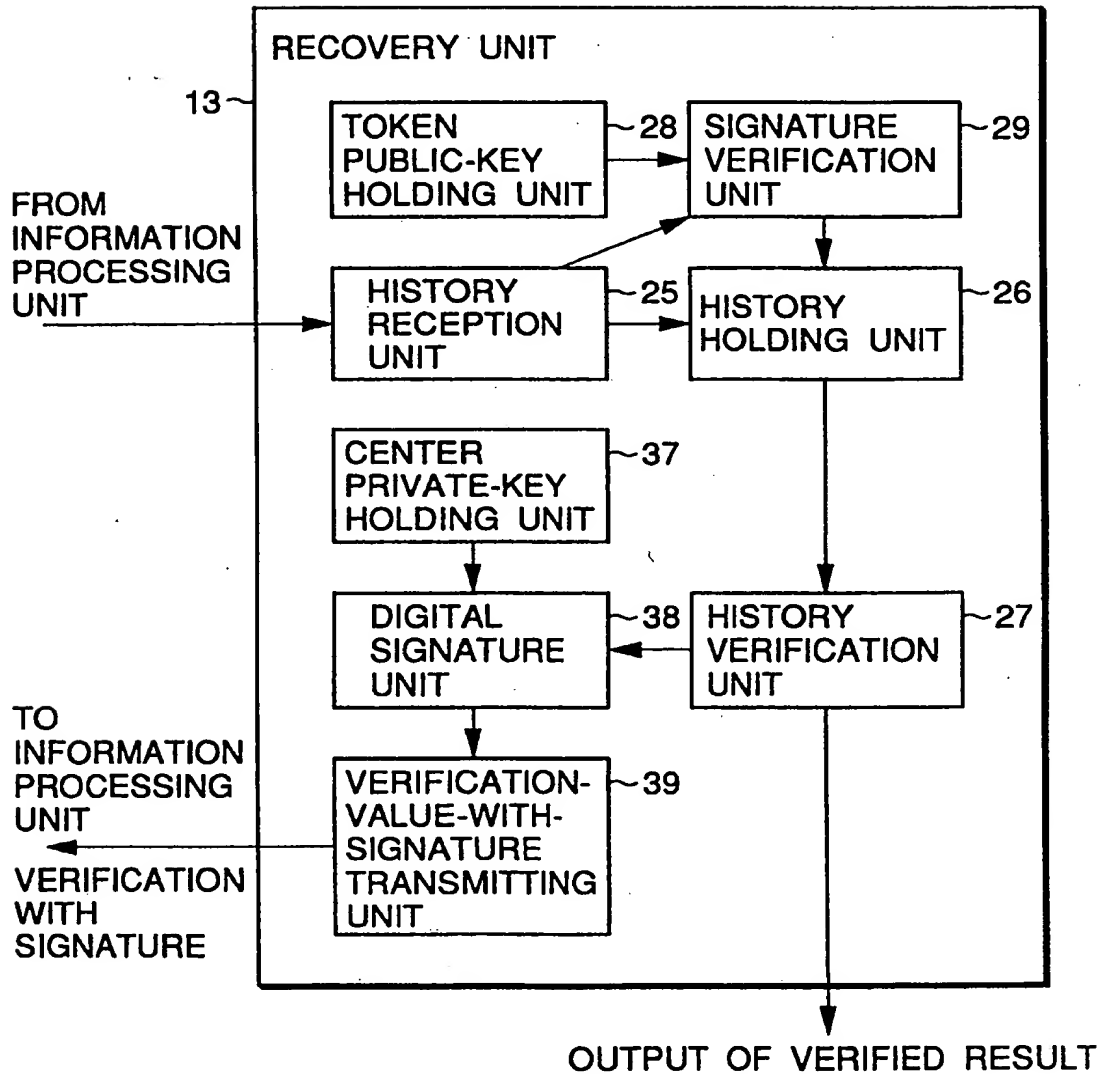 RECOVERY UNIT
13
TOKEN
PUBLIC-KEY
HOLDING UNIT
28
SIGNATURE
VERIFICATION
UNIT
29
FROM
INFORMATION
PROCESSING
UNIT
HISTORY
RECEPTION
UNIT
25
HISTORY
HOLDING UNIT
26
CENTER
PRIVATE-KEY
HOLDING UNIT
37
DIGITAL
SIGNATURE
UNIT
38
HISTORY
VERIFICATION
UNIT
27
TO
INFORMATION
PROCESSING
UNIT
VERIFICATION
WITH
SIGNATURE
VERIFICATION-
VALUE-WITH-
SIGNATURE
TRANSMITTING
UNIT
39
OUTPUT OF VERIFIED RESULT